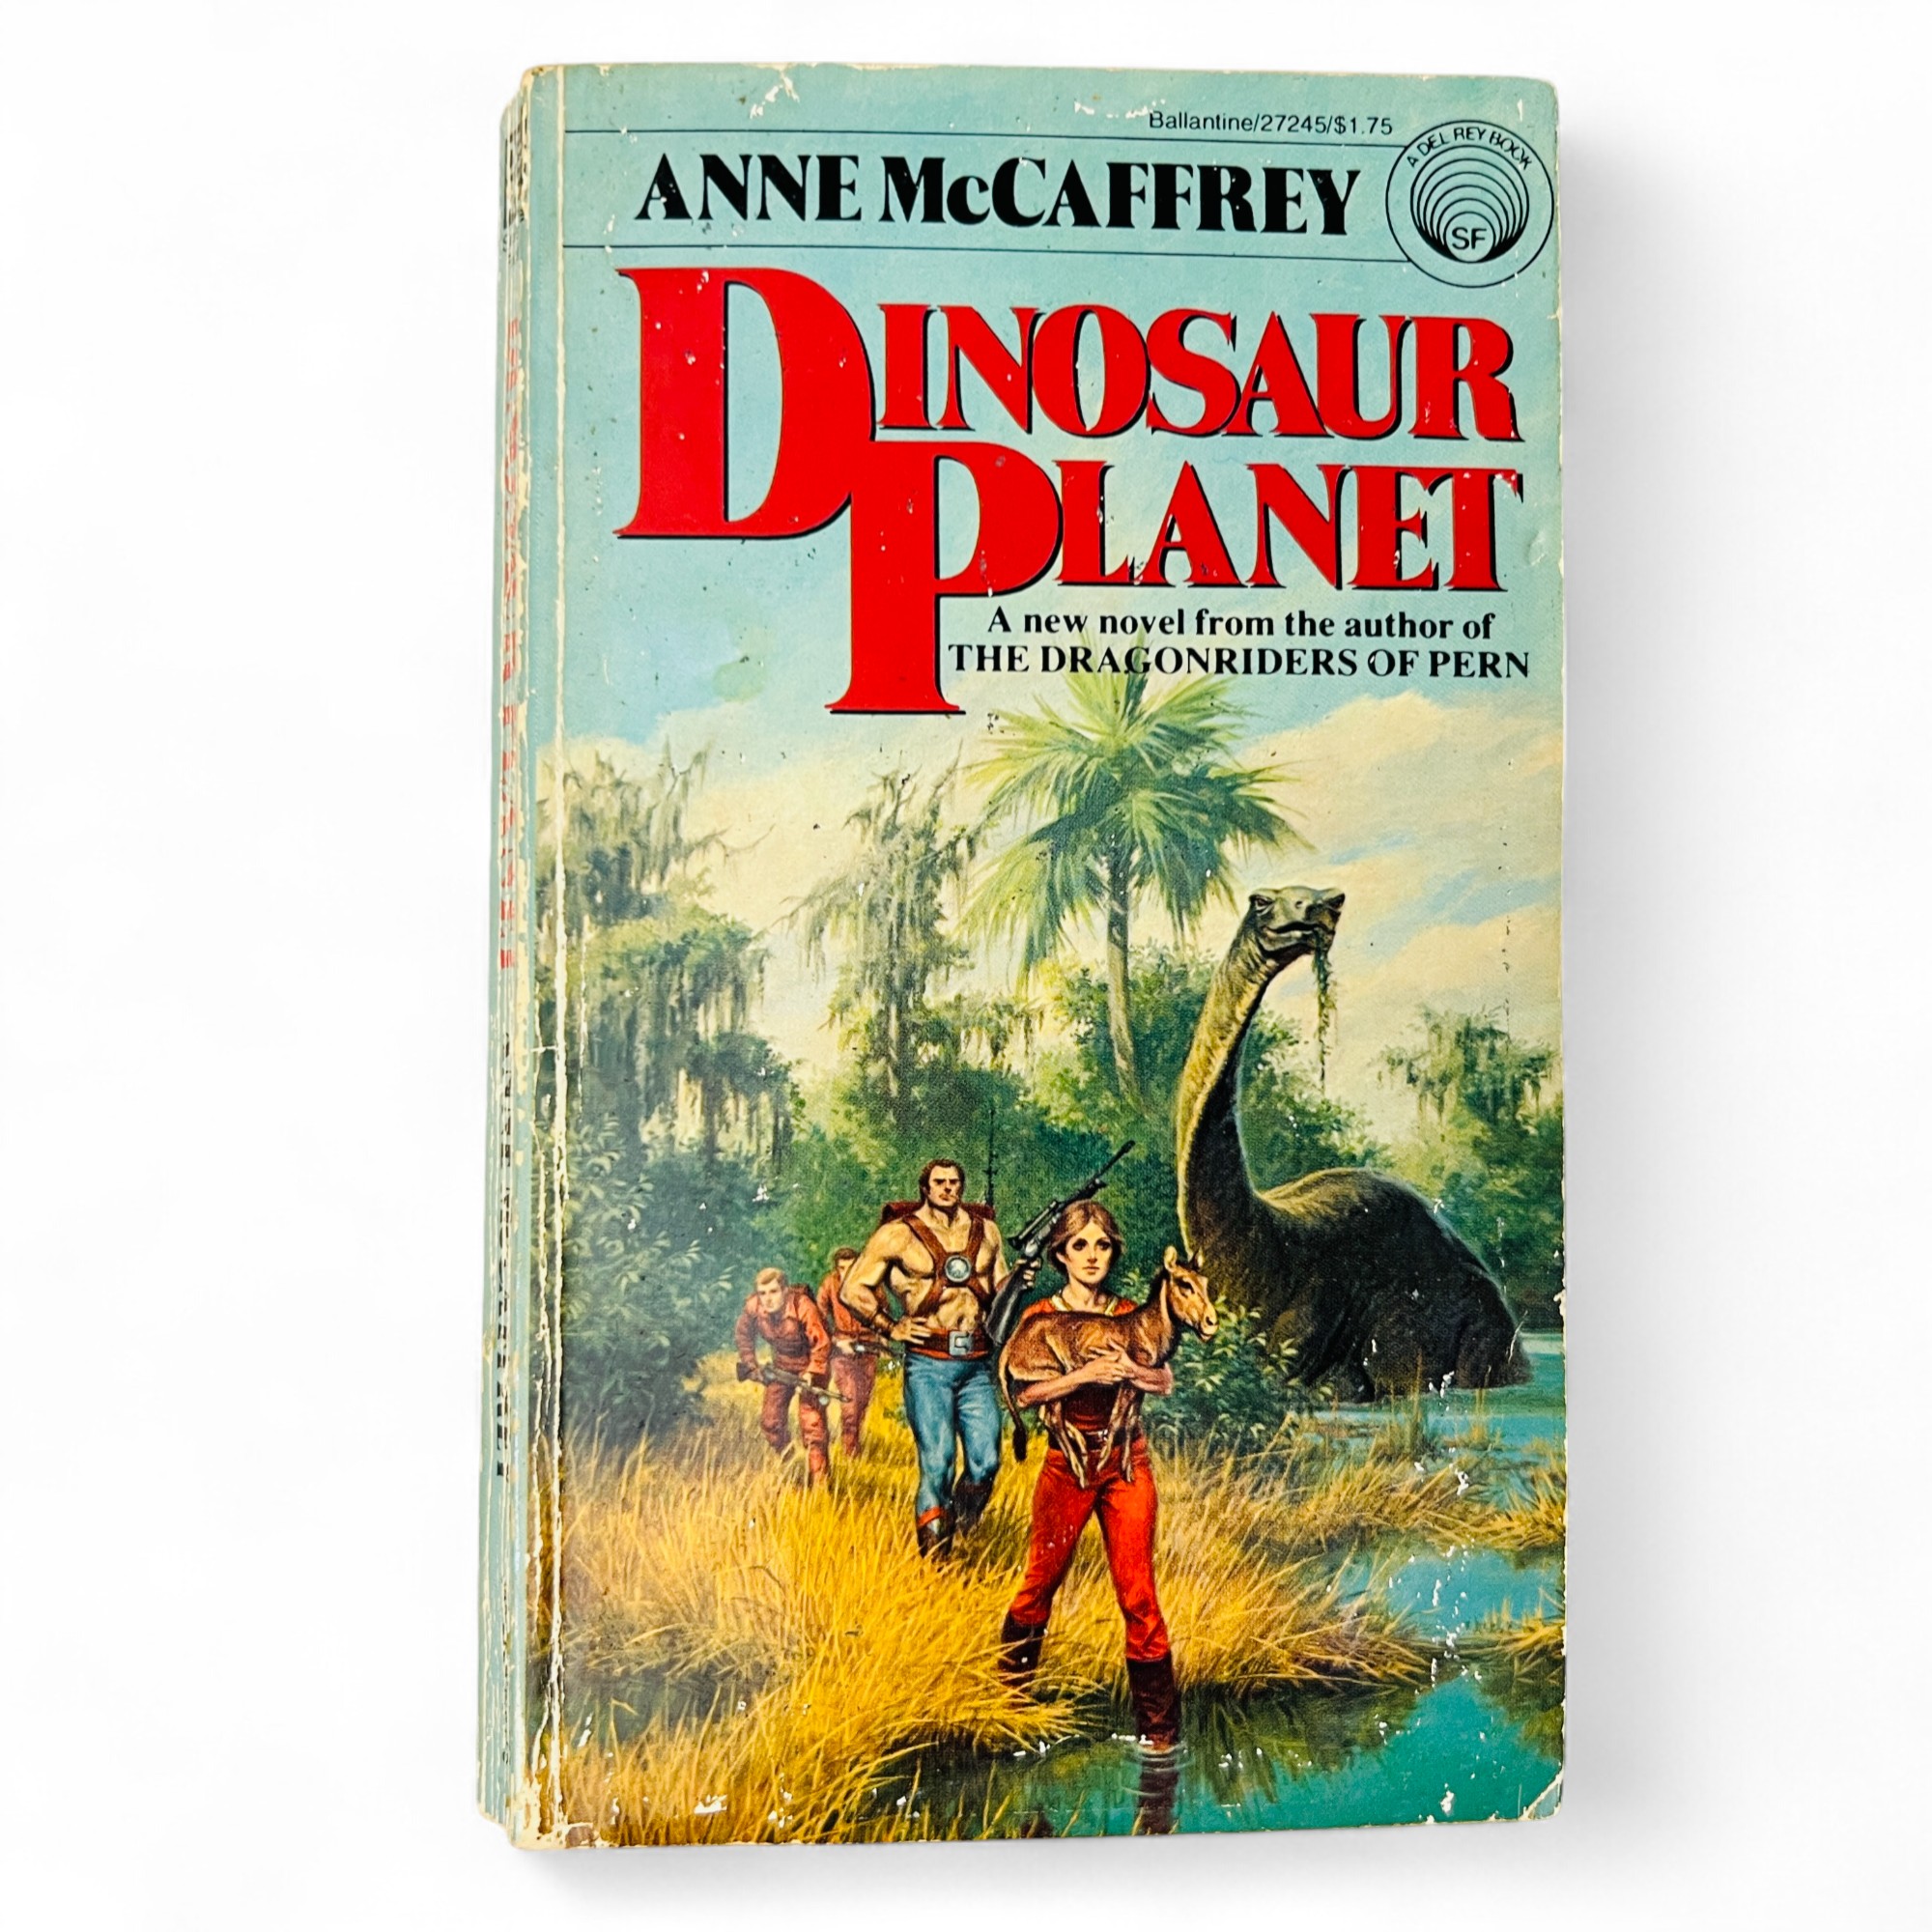 Ballantine/27245/$1.75
A DEL REY BOOK
SF
ANNE McCAFFREY
DINOSAUR
PLANET
A new novel from the author of
THE DRAGONRIDERS OF PERN